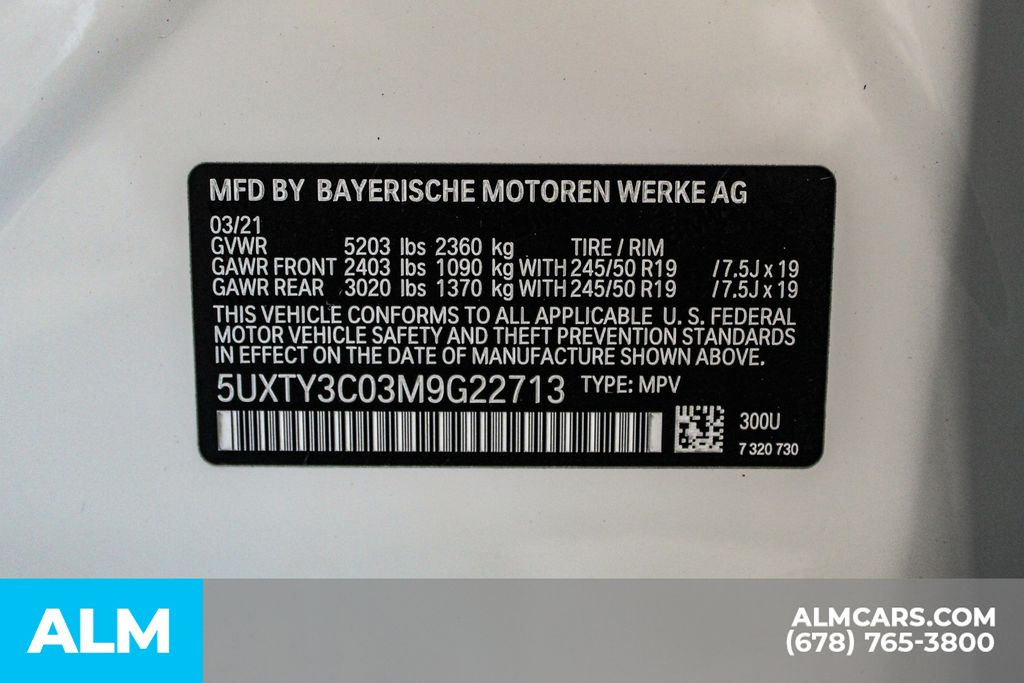 MFD BY BAYERISCHE MOTOREN WERKE AG
03/21
GVWR 5203 lbs 2360 kg TIRE / RIM
GAWR FRONT 2403 lbs 1090 kg WITH 245/50 R19 / 7.5J x 19
GAWR REAR 3020 lbs 1370 kg WITH 245/50 R19 / 7.5J x 19
THIS VEHICLE CONFORMS TO ALL APPLICABLE U. S. FEDERAL
MOTOR VEHICLE SAFETY AND THEFT PREVENTION STANDARDS
IN EFFECT ON THE DATE OF MANUFACTURE SHOWN ABOVE.
5UXTY3C03M9G22713 TYPE: MPV
300U
7 320 730
ALM
ALMCARS.COM
(678) 765-3800